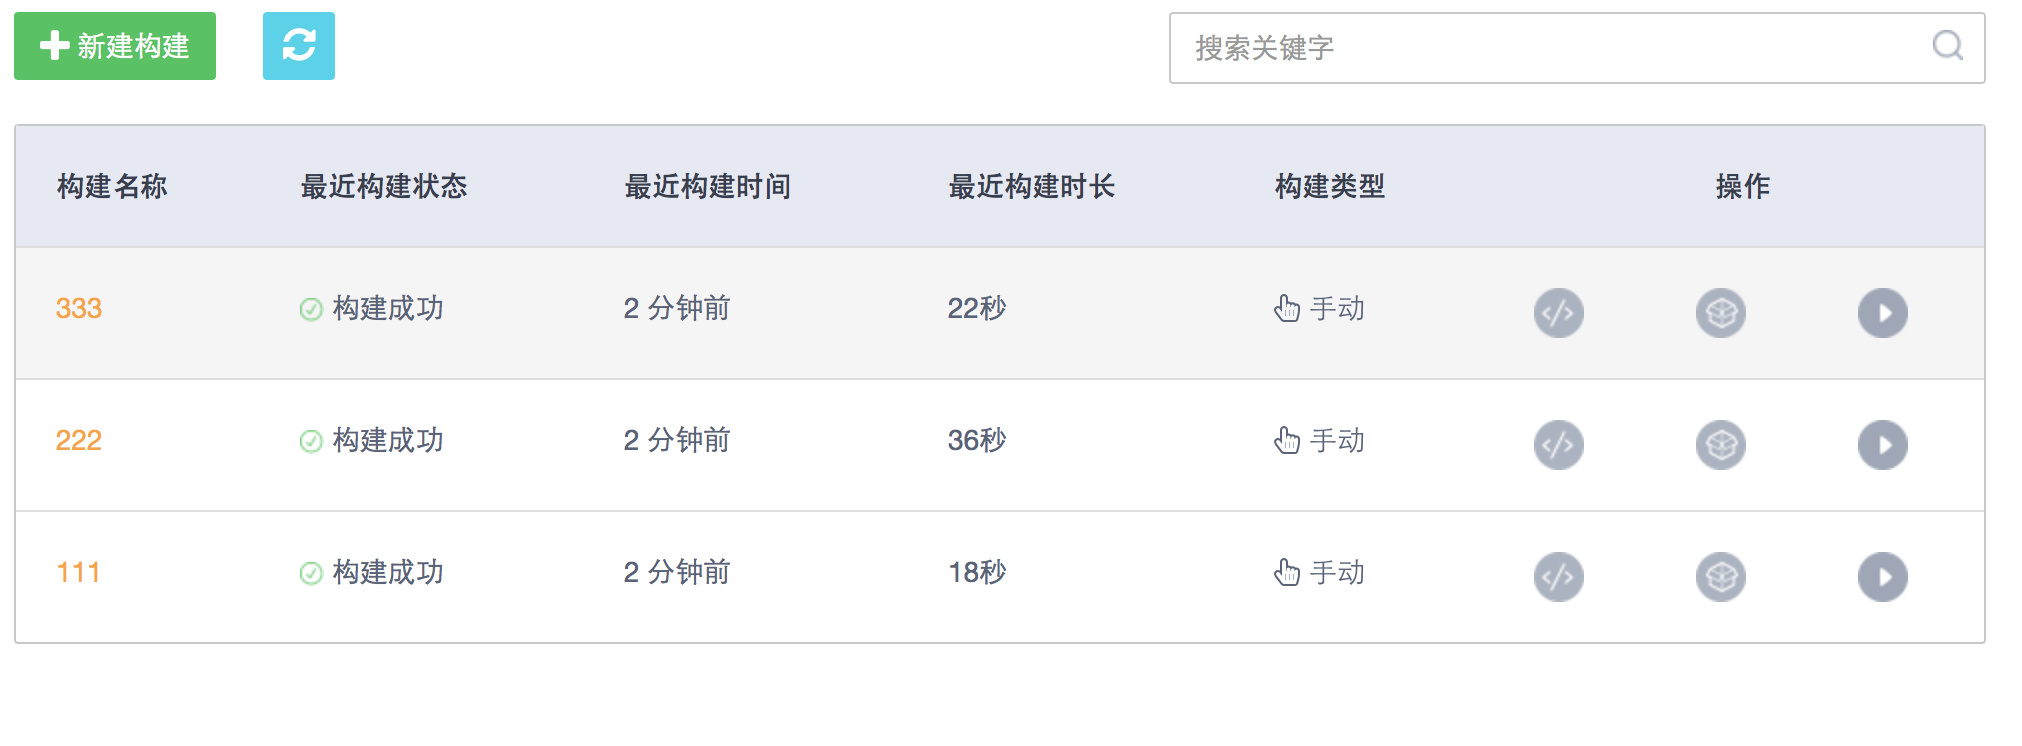 新建构建
搜索关键字
构建名称 最近构建状态 最近构建时间 最近构建时长 构建类型 操作
333 构建成功 2 分钟前 22秒 手动
222 构建成功 2 分钟前 36秒 手动
111 构建成功 2 分钟前 18秒 手动